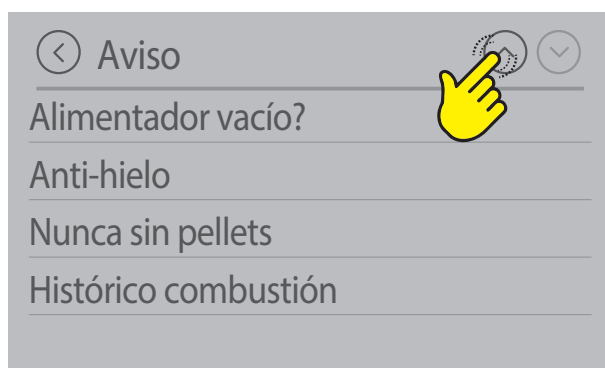 Aviso
Alimentador vacío?
Anti-hielo
Nunca sin pellets
Histórico combustión